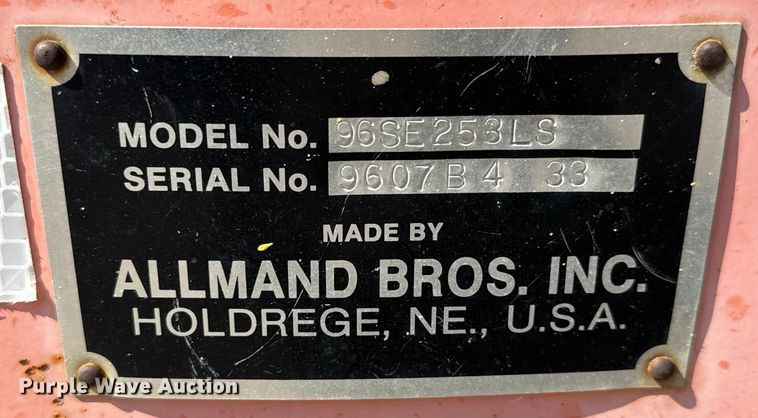 MODEL No. 96SE253LS
SERIAL No. 9607B4 33
MADE BY
ALLMAND BROS. INC.
HOLDREGE, NE., U.S.A.
Purple Wave Auction